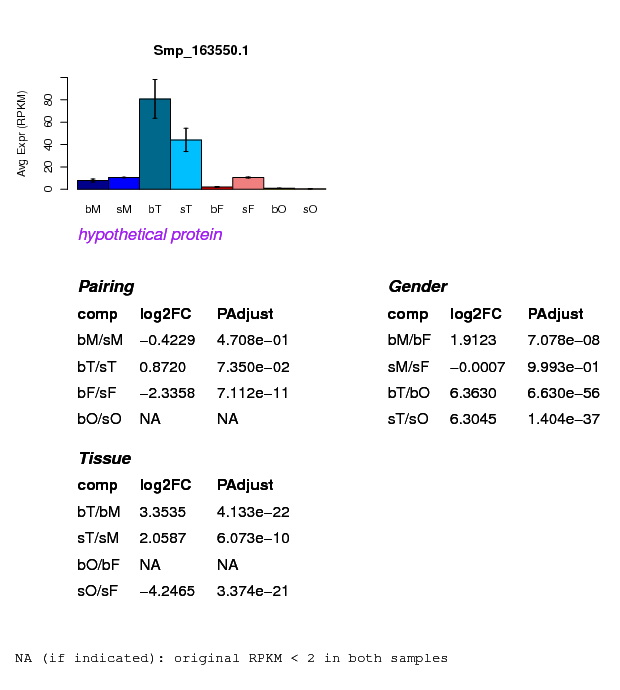 Smp_163550.1
Avg Expr (RPKM)
80
60
40
20
0
bM sM bT sT bF sF bO sO
hypothetical protein
Pairing
comp log2FC PAdjust
bM/sM −0.4229 4.708e−01
bT/sT 0.8720 7.350e−02
bF/sF −2.3358 7.112e−11
bO/sO NA NA
Gender
comp log2FC PAdjust
bM/bF 1.9123 7.078e−08
sM/sF −0.0007 9.993e−01
bT/bO 6.3630 6.630e−56
sT/sO 6.3045 1.404e−37
Tissue
comp log2FC PAdjust
bT/bM 3.3535 4.133e−22
sT/sM 2.0587 6.073e−10
bO/bF NA NA
sO/sF −4.2465 3.374e−21
NA (if indicated): original RPKM < 2 in both samples